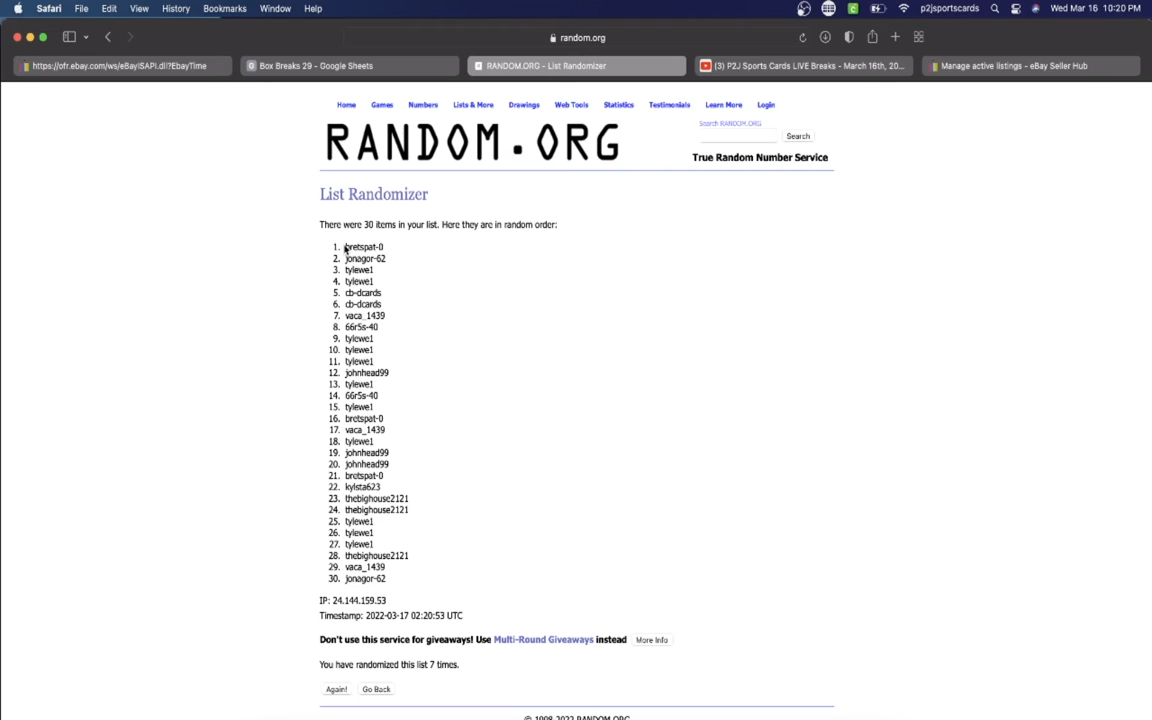 Safari File Edit View History Bookmarks Window Help p2jsportscards Wed Mar 16 10:20 PM
random.org
https://ofr.ebay.com/ws/eBayISAPI.dll?EbayTime Box Breaks 29 - Google Sheets RANDOM.ORG - List Randomizer (3) P2J Sports Cards LIVE Breaks - March 16th, 20... Manage active listings - eBay Seller Hub
Home Games Numbers Lists & More Drawings Web Tools Statistics Testimonials Learn More Login
Search RANDOM.ORG
RANDOM.ORG
Search
True Random Number Service
List Randomizer
There were 30 items in your list. Here they are in random order:
1. bretspat-0
2. jonagor-62
3. tylewe1
4. tylewe1
5. cb-dcards
6. cb-dcards
7. vaca_1439
8. 66r5s-40
9. tylewe1
10. tylewe1
11. tylewe1
12. johnhead99
13. tylewe1
14. 66r5s-40
15. tylewe1
16. bretspat-0
17. vaca_1439
18. tylewe1
19. johnhead99
20. johnhead99
21. bretspat-0
22. kylsta623
23. thebighouse2121
24. thebighouse2121
25. tylewe1
26. tylewe1
27. tylewe1
28. thebighouse2121
29. vaca_1439
30. jonagor-62
IP: 24.144.159.53
Timestamp: 2022-03-17 02:20:53 UTC
Don't use this service for giveaways! Use Multi-Round Giveaways instead More Info
You have randomized this list 7 times.
Again! Go Back
© 1998-2022 RANDOM.ORG